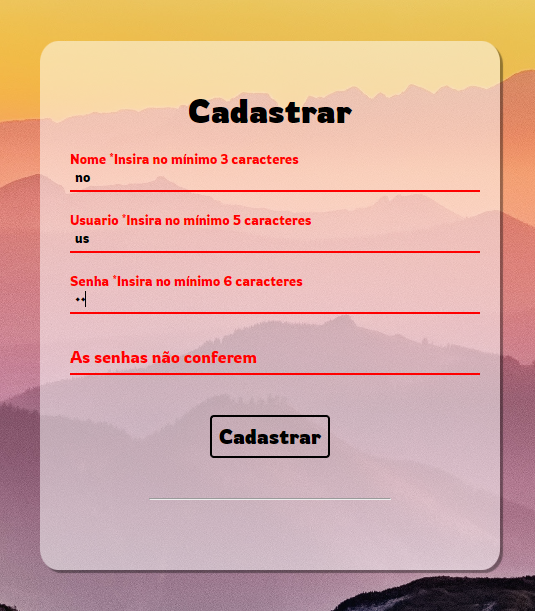 Cadastrar
Nome *Insira no mínimo 3 caracteres
no
Usuario *Insira no mínimo 5 caracteres
us
Senha *Insira no mínimo 6 caracteres
••
As senhas não conferem
Cadastrar